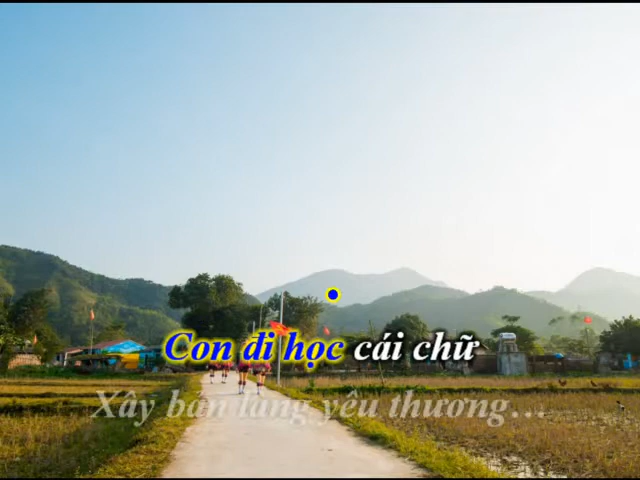 Con đi học cái chữ
Xây bản làng yêu thương...